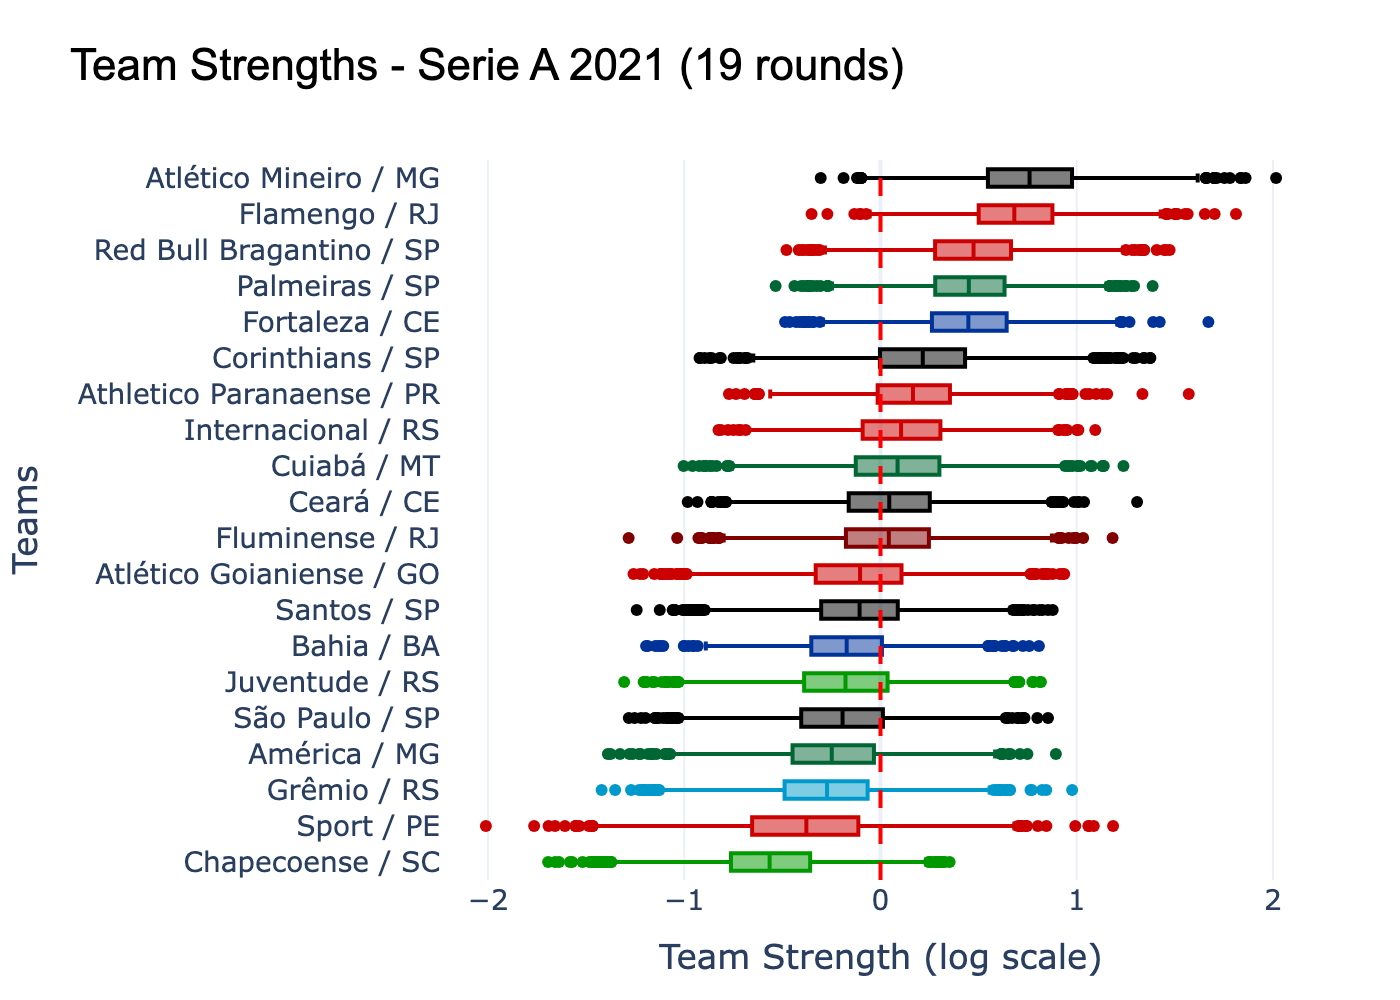 Team Strengths - Serie A 2021 (19 rounds)
Teams
Atlético Mineiro / MG
Flamengo / RJ
Red Bull Bragantino / SP
Palmeiras / SP
Fortaleza / CE
Corinthians / SP
Athletico Paranaense / PR
Internacional / RS
Cuiabá / MT
Ceará / CE
Fluminense / RJ
Atlético Goianiense / GO
Santos / SP
Bahia / BA
Juventude / RS
São Paulo / SP
América / MG
Grêmio / RS
Sport / PE
Chapecoense / SC
−2 −1 0 1 2
Team Strength (log scale)